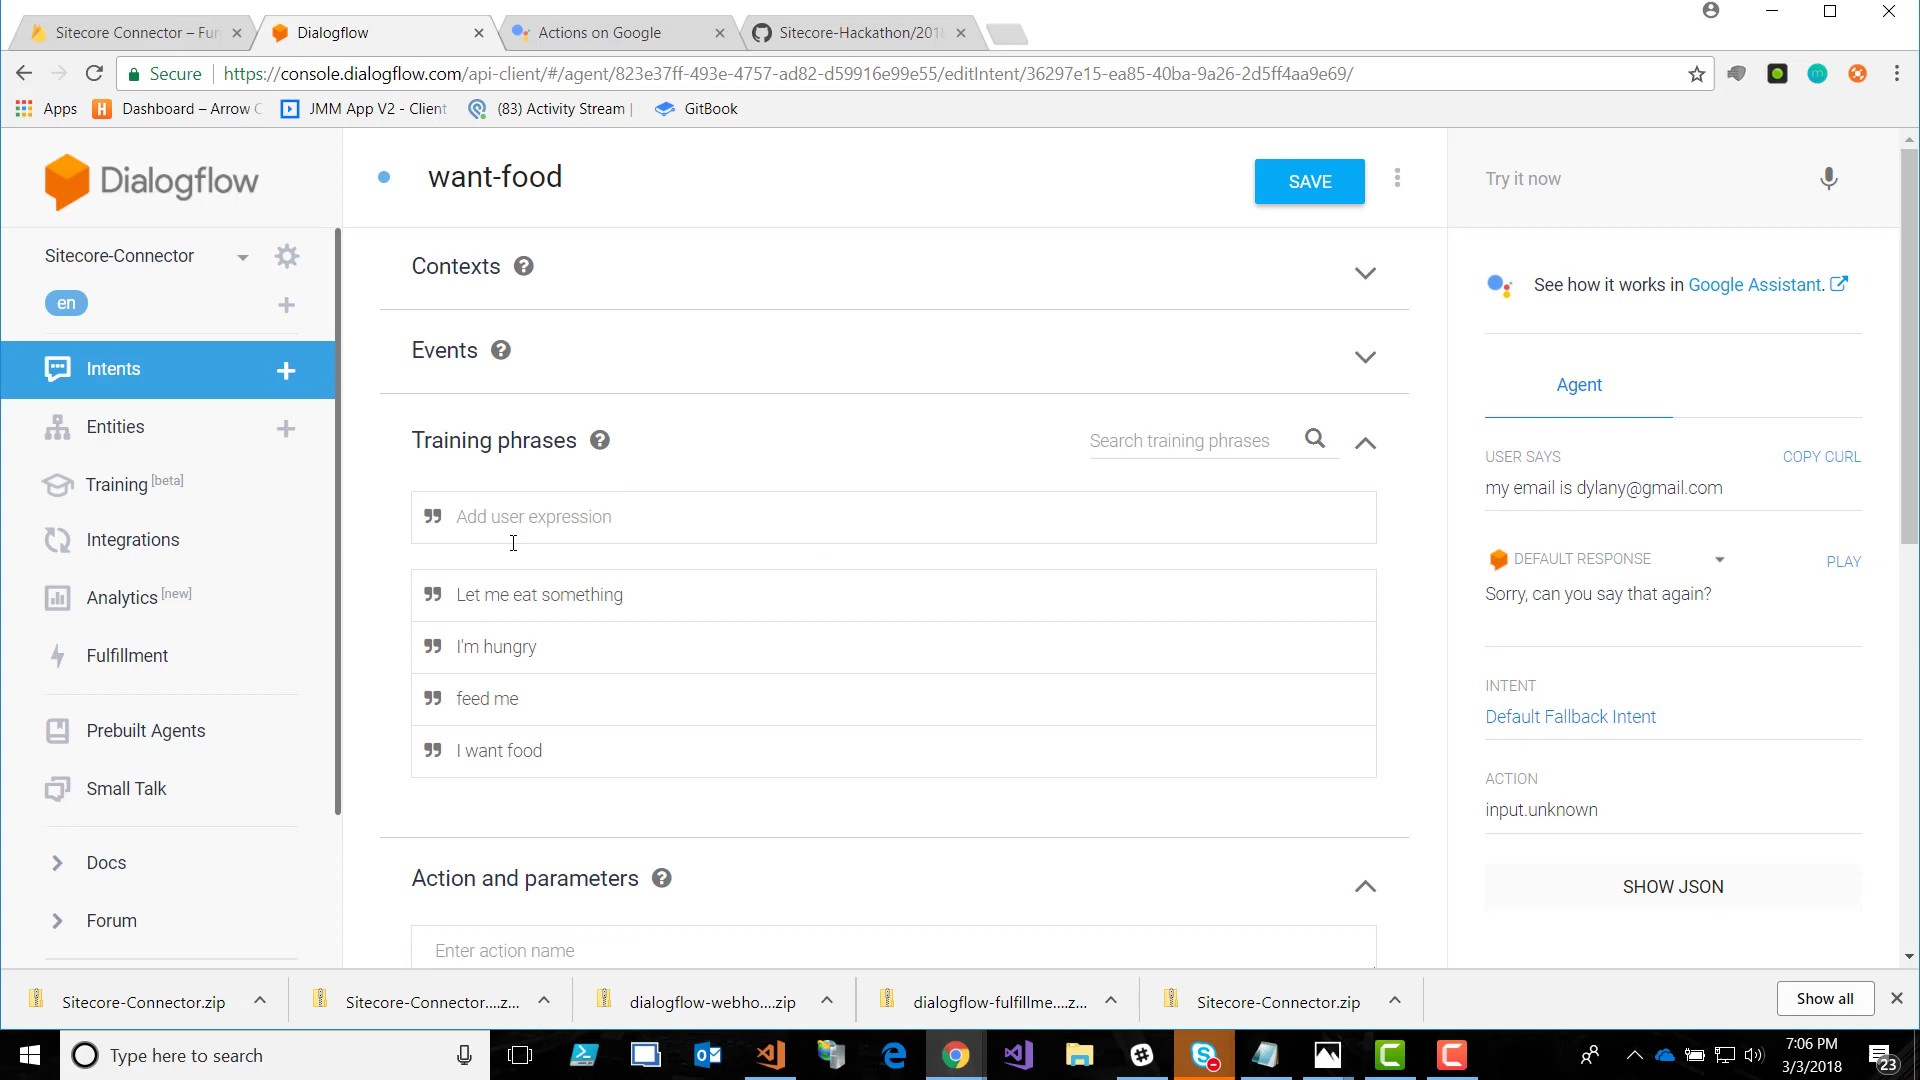 Sitecore Connector – Fun
Dialogflow
Actions on Google
Sitecore-Hackathon/2018
Secure
https://console.dialogflow.com/api-client/#/agent/823e37ff-493e-4757-ad82-d59916e99e55/editIntent/36297e15-ea85-40ba-9a26-2d5ff4aa9e69/
Apps
Dashboard – Arrow C
JMM App V2 - Client
(83) Activity Stream |
GitBook
Dialogflow
want-food
SAVE
Try it now
Sitecore-Connector
en
Intents
Entities
Training [beta]
Integrations
Analytics [new]
Fulfillment
Prebuilt Agents
Small Talk
Docs
Forum
Contexts
Events
Training phrases
Search training phrases
Add user expression
Let me eat something
I'm hungry
feed me
I want food
Action and parameters
Enter action name
See how it works in Google Assistant.
Agent
USER SAYS
COPY CURL
my email is dylany@gmail.com
DEFAULT RESPONSE
PLAY
Sorry, can you say that again?
INTENT
Default Fallback Intent
ACTION
input.unknown
SHOW JSON
Sitecore-Connector.zip
Sitecore-Connector....z...
dialogflow-webho....zip
dialogflow-fulfillme....z...
Sitecore-Connector.zip
Show all
Type here to search
7:06 PM
3/3/2018
23